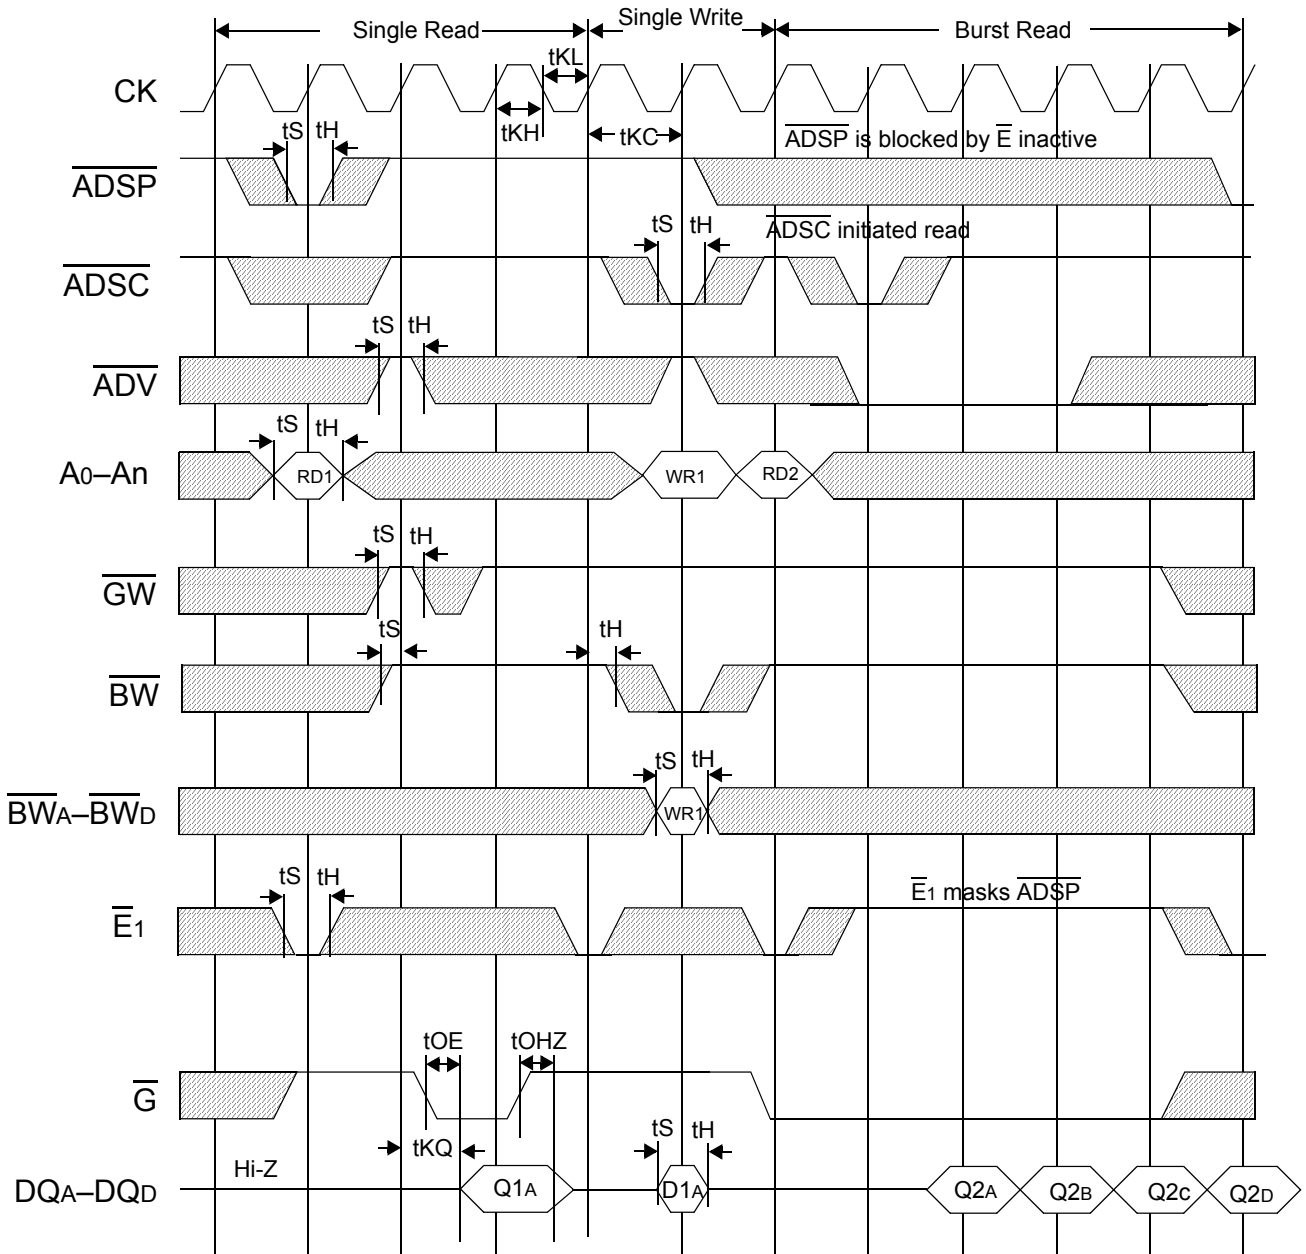 Single Read
Single Write
Burst Read
CK
tKL
tKH
tKC
ADSP is blocked by E inactive
tS tH
ADSP
tS tH
ADSC initiated read
ADSC
tS tH
ADV
tS tH
A0–An
RD1
WR1
RD2
tS tH
GW
tS
tH
BW
tS tH
BWA–BWD
WR1
tS tH
E1 masks ADSP
E1
tOE
tOHZ
G
tKQ
tS tH
Hi-Z
DQA–DQD
Q1A
D1A
Q2A
Q2B
Q2c
Q2D